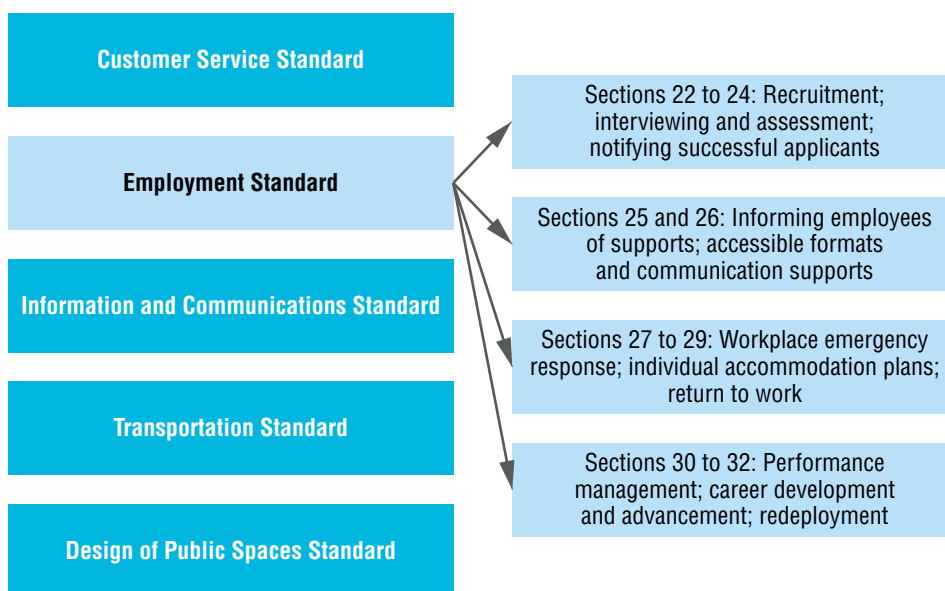 Customer Service Standard
Employment Standard
Information and Communications Standard
Transportation Standard
Design of Public Spaces Standard
Sections 22 to 24: Recruitment;
interviewing and assessment;
notifying successful applicants
Sections 25 and 26: Informing employees
of supports; accessible formats
and communication supports
Sections 27 to 29: Workplace emergency
response; individual accommodation plans;
return to work
Sections 30 to 32: Performance
management; career development
and advancement; redeployment